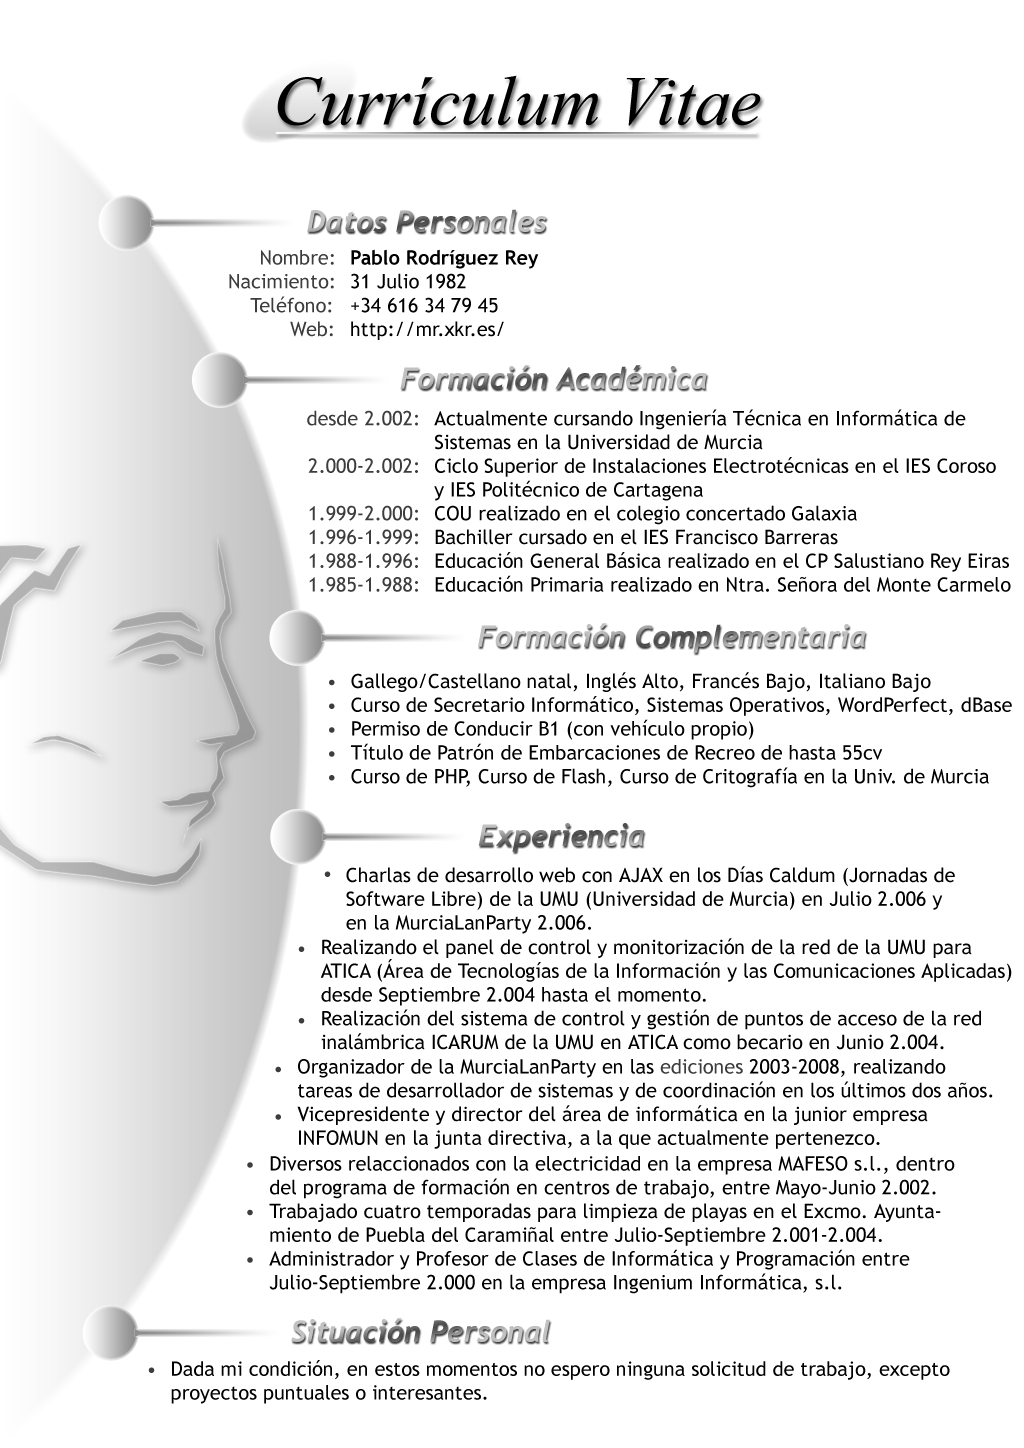 Currículum Vitae
Datos Personales
Nombre: Pablo Rodríguez Rey
Nacimiento: 31 Julio 1982
Teléfono: +34 616 34 79 45
Web: http://mr.xkr.es/
Formación Académica
desde 2.002: Actualmente cursando Ingeniería Técnica en Informática de
Sistemas en la Universidad de Murcia
2.000-2.002: Ciclo Superior de Instalaciones Electrotécnicas en el IES Coroso
y IES Politécnico de Cartagena
1.999-2.000: COU realizado en el colegio concertado Galaxia
1.996-1.999: Bachiller cursado en el IES Francisco Barreras
1.988-1.996: Educación General Básica realizado en el CP Salustiano Rey Eiras
1.985-1.988: Educación Primaria realizado en Ntra. Señora del Monte Carmelo
Formación Complementaria
• Gallego/Castellano natal, Inglés Alto, Francés Bajo, Italiano Bajo
• Curso de Secretario Informático, Sistemas Operativos, WordPerfect, dBase
• Permiso de Conducir B1 (con vehículo propio)
• Título de Patrón de Embarcaciones de Recreo de hasta 55cv
• Curso de PHP, Curso de Flash, Curso de Critografía en la Univ. de Murcia
Experiencia
• Charlas de desarrollo web con AJAX en los Días Caldum (Jornadas de
Software Libre) de la UMU (Universidad de Murcia) en Julio 2.006 y
en la MurciaLanParty 2.006.
• Realizando el panel de control y monitorización de la red de la UMU para
ATICA (Área de Tecnologías de la Información y las Comunicaciones Aplicadas)
desde Septiembre 2.004 hasta el momento.
• Realización del sistema de control y gestión de puntos de acceso de la red
inalámbrica ICARUM de la UMU en ATICA como becario en Junio 2.004.
• Organizador de la MurciaLanParty en las ediciones 2003-2008, realizando
tareas de desarrollador de sistemas y de coordinación en los últimos dos años.
• Vicepresidente y director del área de informática en la junior empresa
INFOMUN en la junta directiva, a la que actualmente pertenezco.
• Diversos relaccionados con la electricidad en la empresa MAFESO s.l., dentro
del programa de formación en centros de trabajo, entre Mayo-Junio 2.002.
• Trabajado cuatro temporadas para limpieza de playas en el Excmo. Ayunta-
miento de Puebla del Caramiñal entre Julio-Septiembre 2.001-2.004.
• Administrador y Profesor de Clases de Informática y Programación entre
Julio-Septiembre 2.000 en la empresa Ingenium Informática, s.l.
Situación Personal
• Dada mi condición, en estos momentos no espero ninguna solicitud de trabajo, excepto
proyectos puntuales o interesantes.